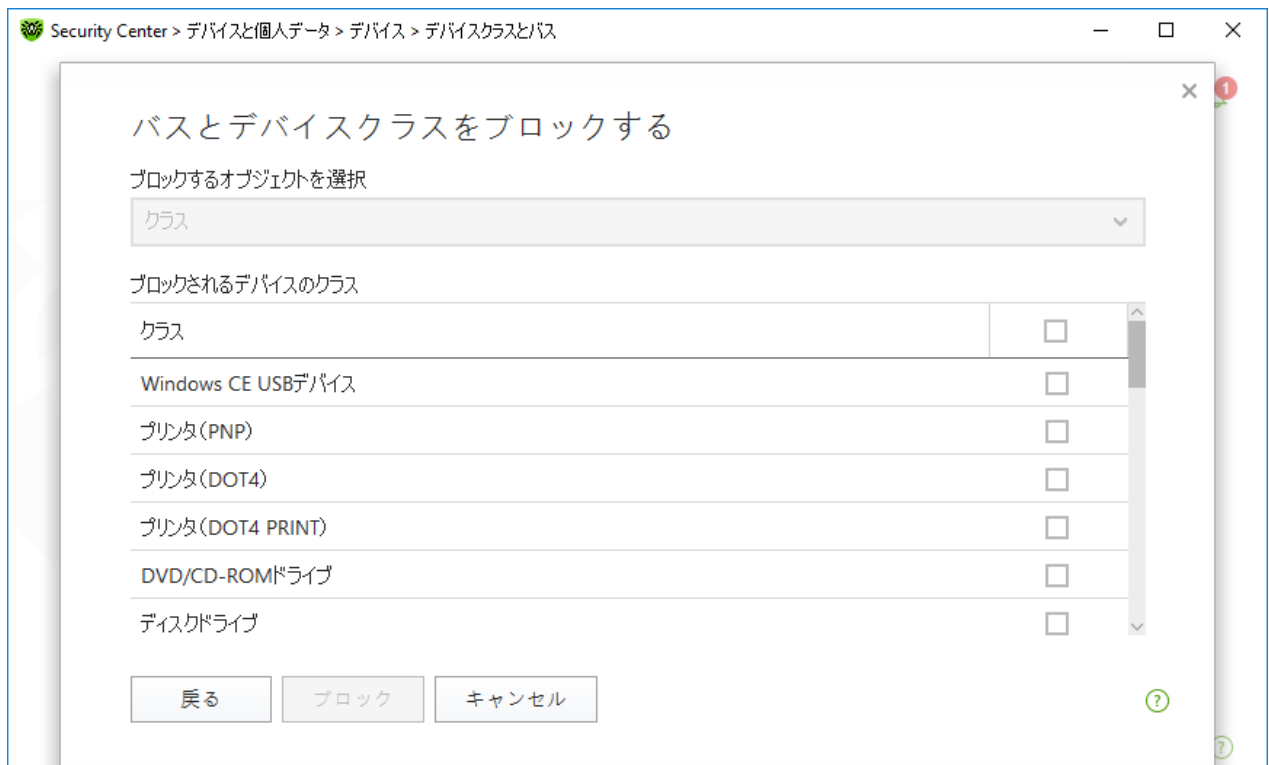 Security Center > デバイスと個人データ > デバイス > デバイスクラスとバス
1
バスとデバイスクラスをブロックする
ブロックするオブジェクトを選択
クラス
ブロックされるデバイスのクラス
クラス
Windows CE USBデバイス
プリンタ(PNP)
プリンタ(DOT4)
プリンタ(DOT4 PRINT)
DVD/CD-ROMドライブ
ディスクドライブ
戻る ブロック キャンセル ?
?